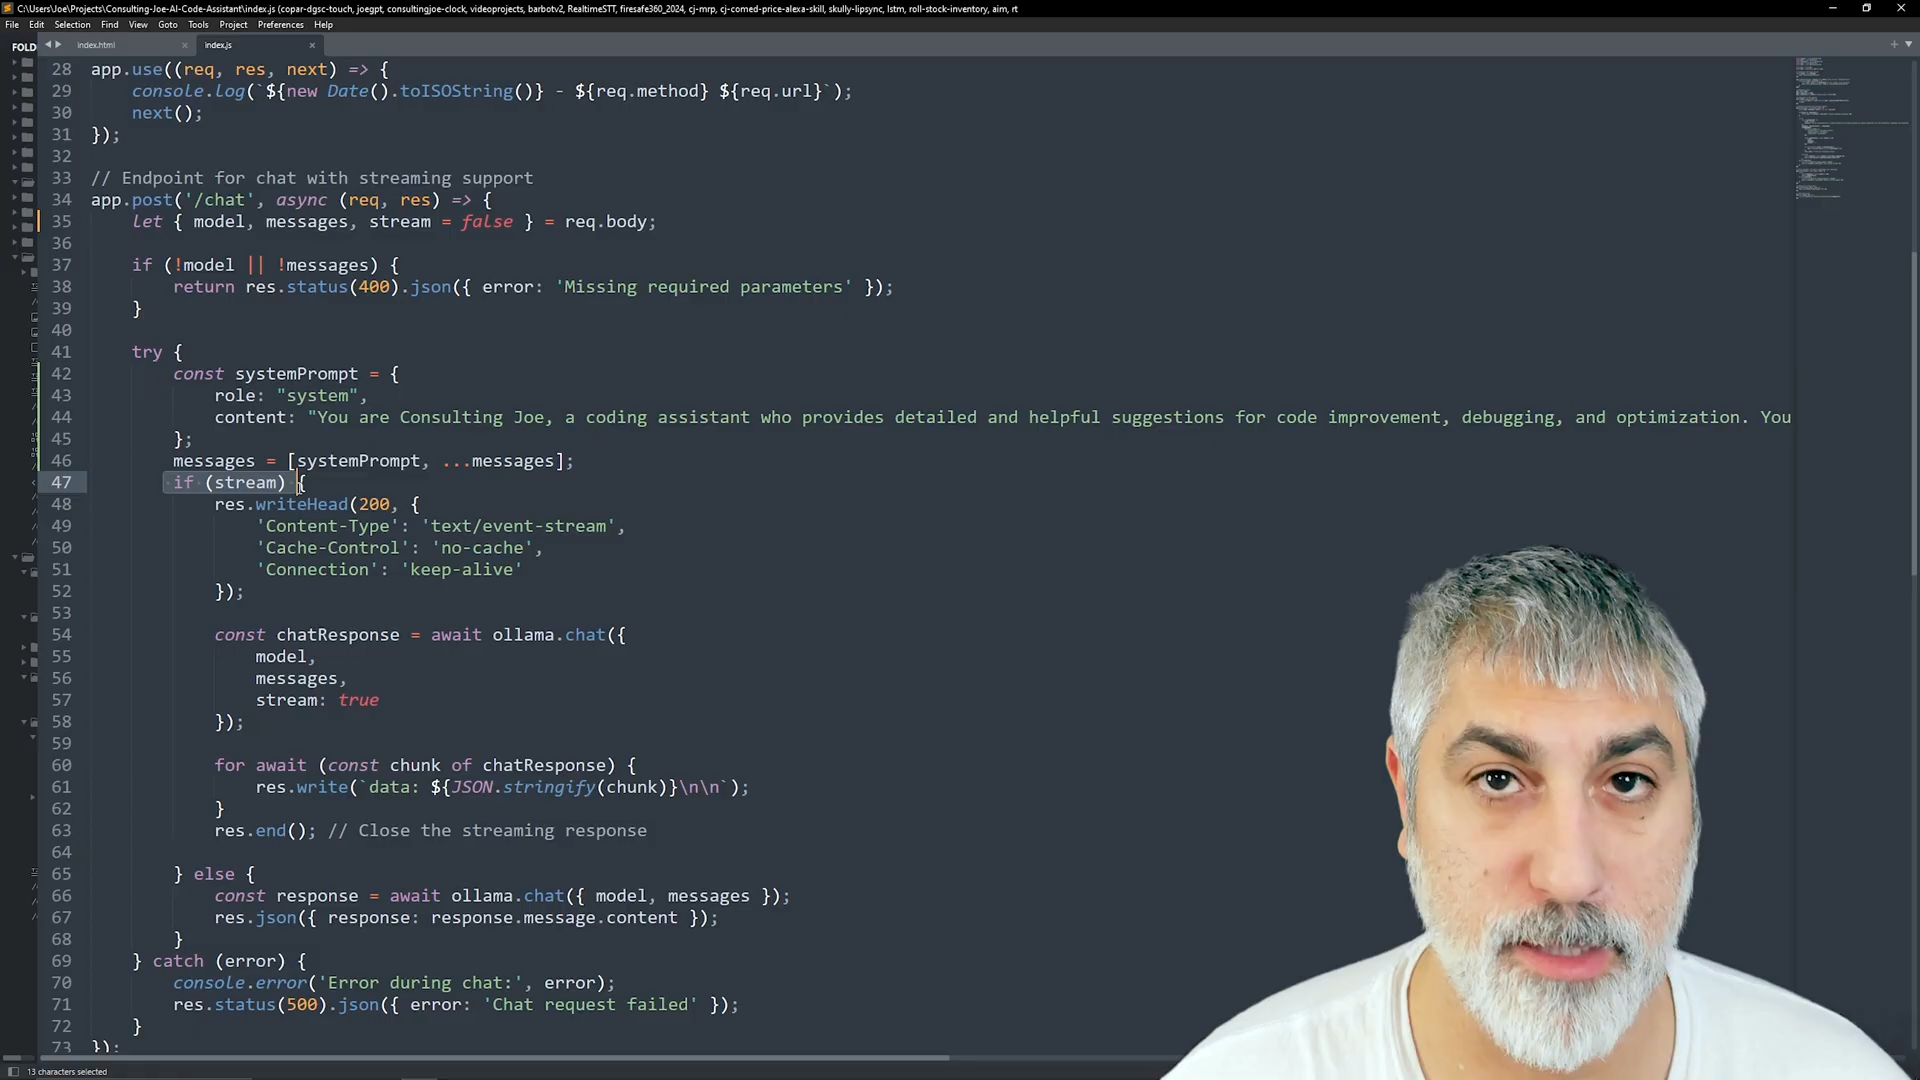 C:\Users\Joe\Projects\Consulting-Joe-AI-Code-Assistant\index.js (copar-dgsc-touch, joegpt, consultingjoe-clock, videoprojects, barbotv2, RealtimeSTT, firesafe360_2024, cj-mrp, cj-comed-price-alexa-skill, skully-lipsync, lstm, roll-stock-inventory, aim, rt
File Edit Selection Find View Goto Tools Project Preferences Help
FOLD
index.html
index.js
28 app.use((req, res, next) => {
29 console.log(`${new Date().toISOString()} - ${req.method} ${req.url}`);
30 next();
31 });
32
33 // Endpoint for chat with streaming support
34 app.post('/chat', async (req, res) => {
35 let { model, messages, stream = false } = req.body;
36
37 if (!model || !messages) {
38 return res.status(400).json({ error: 'Missing required parameters' });
39 }
40
41 try {
42 const systemPrompt = {
43 role: "system",
44 content: "You are Consulting Joe, a coding assistant who provides detailed and helpful suggestions for code improvement, debugging, and optimization. You
45 };
46 messages = [systemPrompt, ...messages];
47 if (stream) {
48 res.writeHead(200, {
49 'Content-Type': 'text/event-stream',
50 'Cache-Control': 'no-cache',
51 'Connection': 'keep-alive'
52 });
53
54 const chatResponse = await ollama.chat({
55 model,
56 messages,
57 stream: true
58 });
59
60 for await (const chunk of chatResponse) {
61 res.write(`data: ${JSON.stringify(chunk)}\n\n`);
62 }
63 res.end(); // Close the streaming response
64
65 } else {
66 const response = await ollama.chat({ model, messages });
67 res.json({ response: response.message.content });
68 }
69 } catch (error) {
70 console.error('Error during chat:', error);
71 res.status(500).json({ error: 'Chat request failed' });
72 }
73 });
13 characters selected